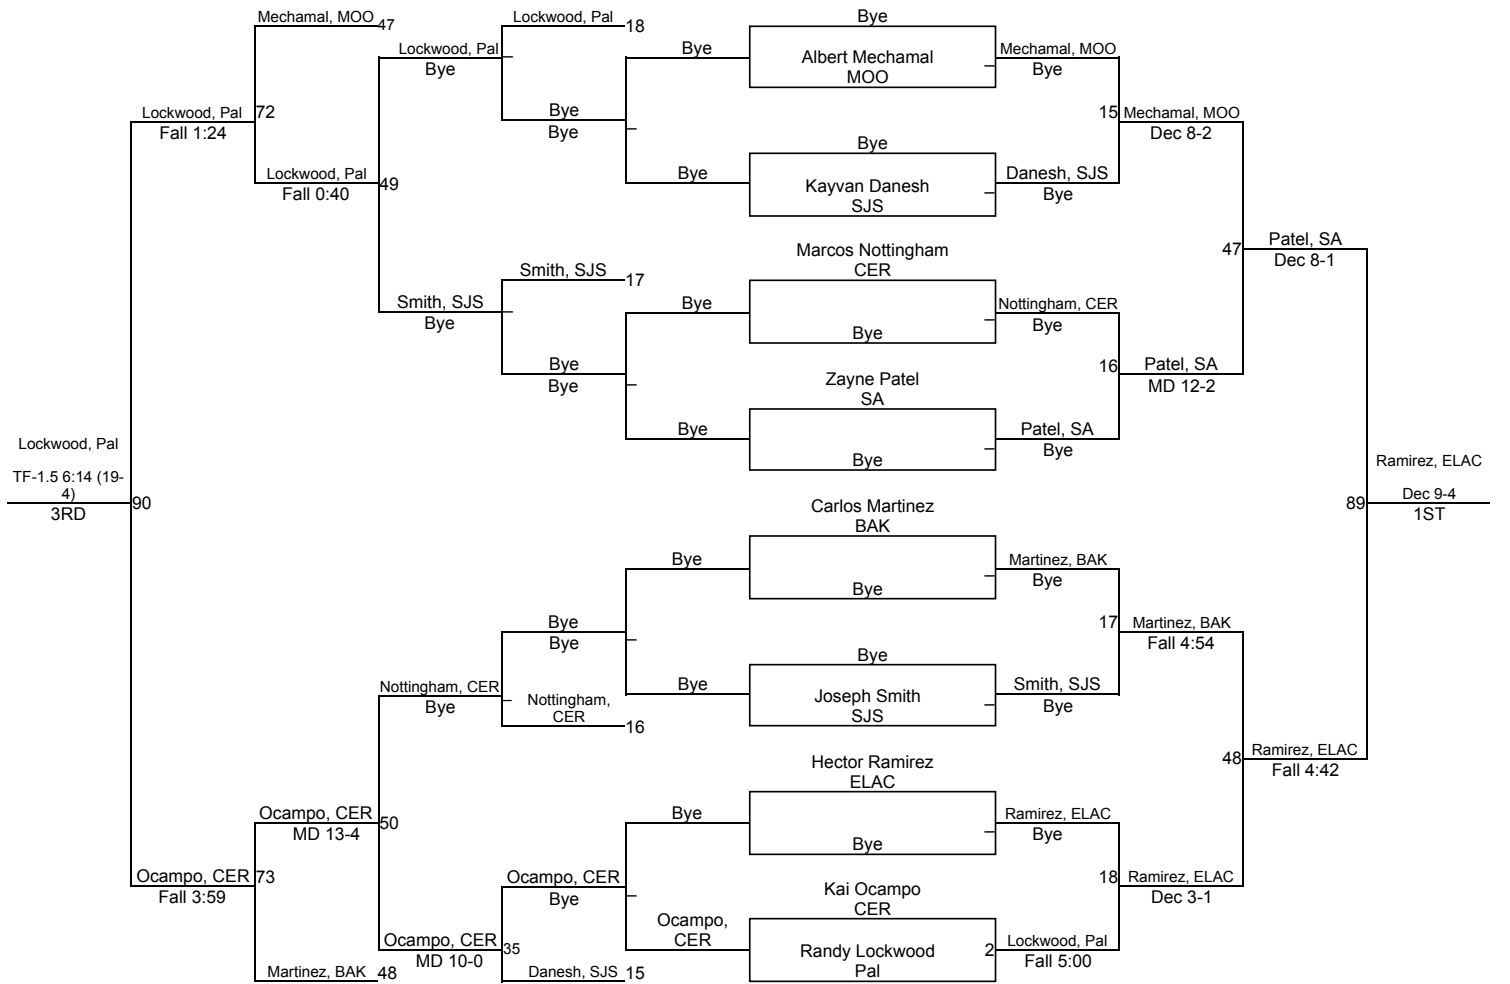 Mechamal, MOO
47
Lockwood, Pal
18
Lockwood, Pal
Bye
Bye
Bye
Albert Mechamal
MOO
Mechamal, MOO
Bye
Lockwood, Pal
72
Fall 1:24
Bye
Bye
15
Mechamal, MOO
Dec 8-2
Lockwood, Pal
49
Fall 0:40
Bye
Bye
Kayvan Danesh
SJS
Danesh, SJS
Bye
Smith, SJS
17
Smith, SJS
Bye
Bye
Marcos Nottingham
CER
Bye
Nottingham, CER
Bye
47
Patel, SA
Dec 8-1
Bye
Bye
Zayne Patel
SA
16
Patel, SA
MD 12-2
Bye
Bye
Patel, SA
Bye
Lockwood, Pal
TF-1.5 6:14 (19-
4)
3RD
90
Ramirez, ELAC
89
Dec 9-4
1ST
Carlos Martinez
BAK
Bye
Bye
Martinez, BAK
Bye
Bye
Bye
17
Martinez, BAK
Fall 4:54
Nottingham, CER
Bye
Nottingham,
CER
16
Bye
Bye
Joseph Smith
SJS
Smith, SJS
Bye
Hector Ramirez
ELAC
48
Ramirez, ELAC
Fall 4:42
Ocampo, CER
50
MD 13-4
Bye
Bye
Ramirez, ELAC
Bye
Ocampo, CER
73
Fall 3:59
Ocampo, CER
Bye
Kai Ocampo
CER
18
Ramirez, ELAC
Dec 3-1
Ocampo, CER
35
MD 10-0
Ocampo,
CER
Randy Lockwood
Pal
2
Lockwood, Pal
Fall 5:00
Martinez, BAK
48
Danesh, SJS
15